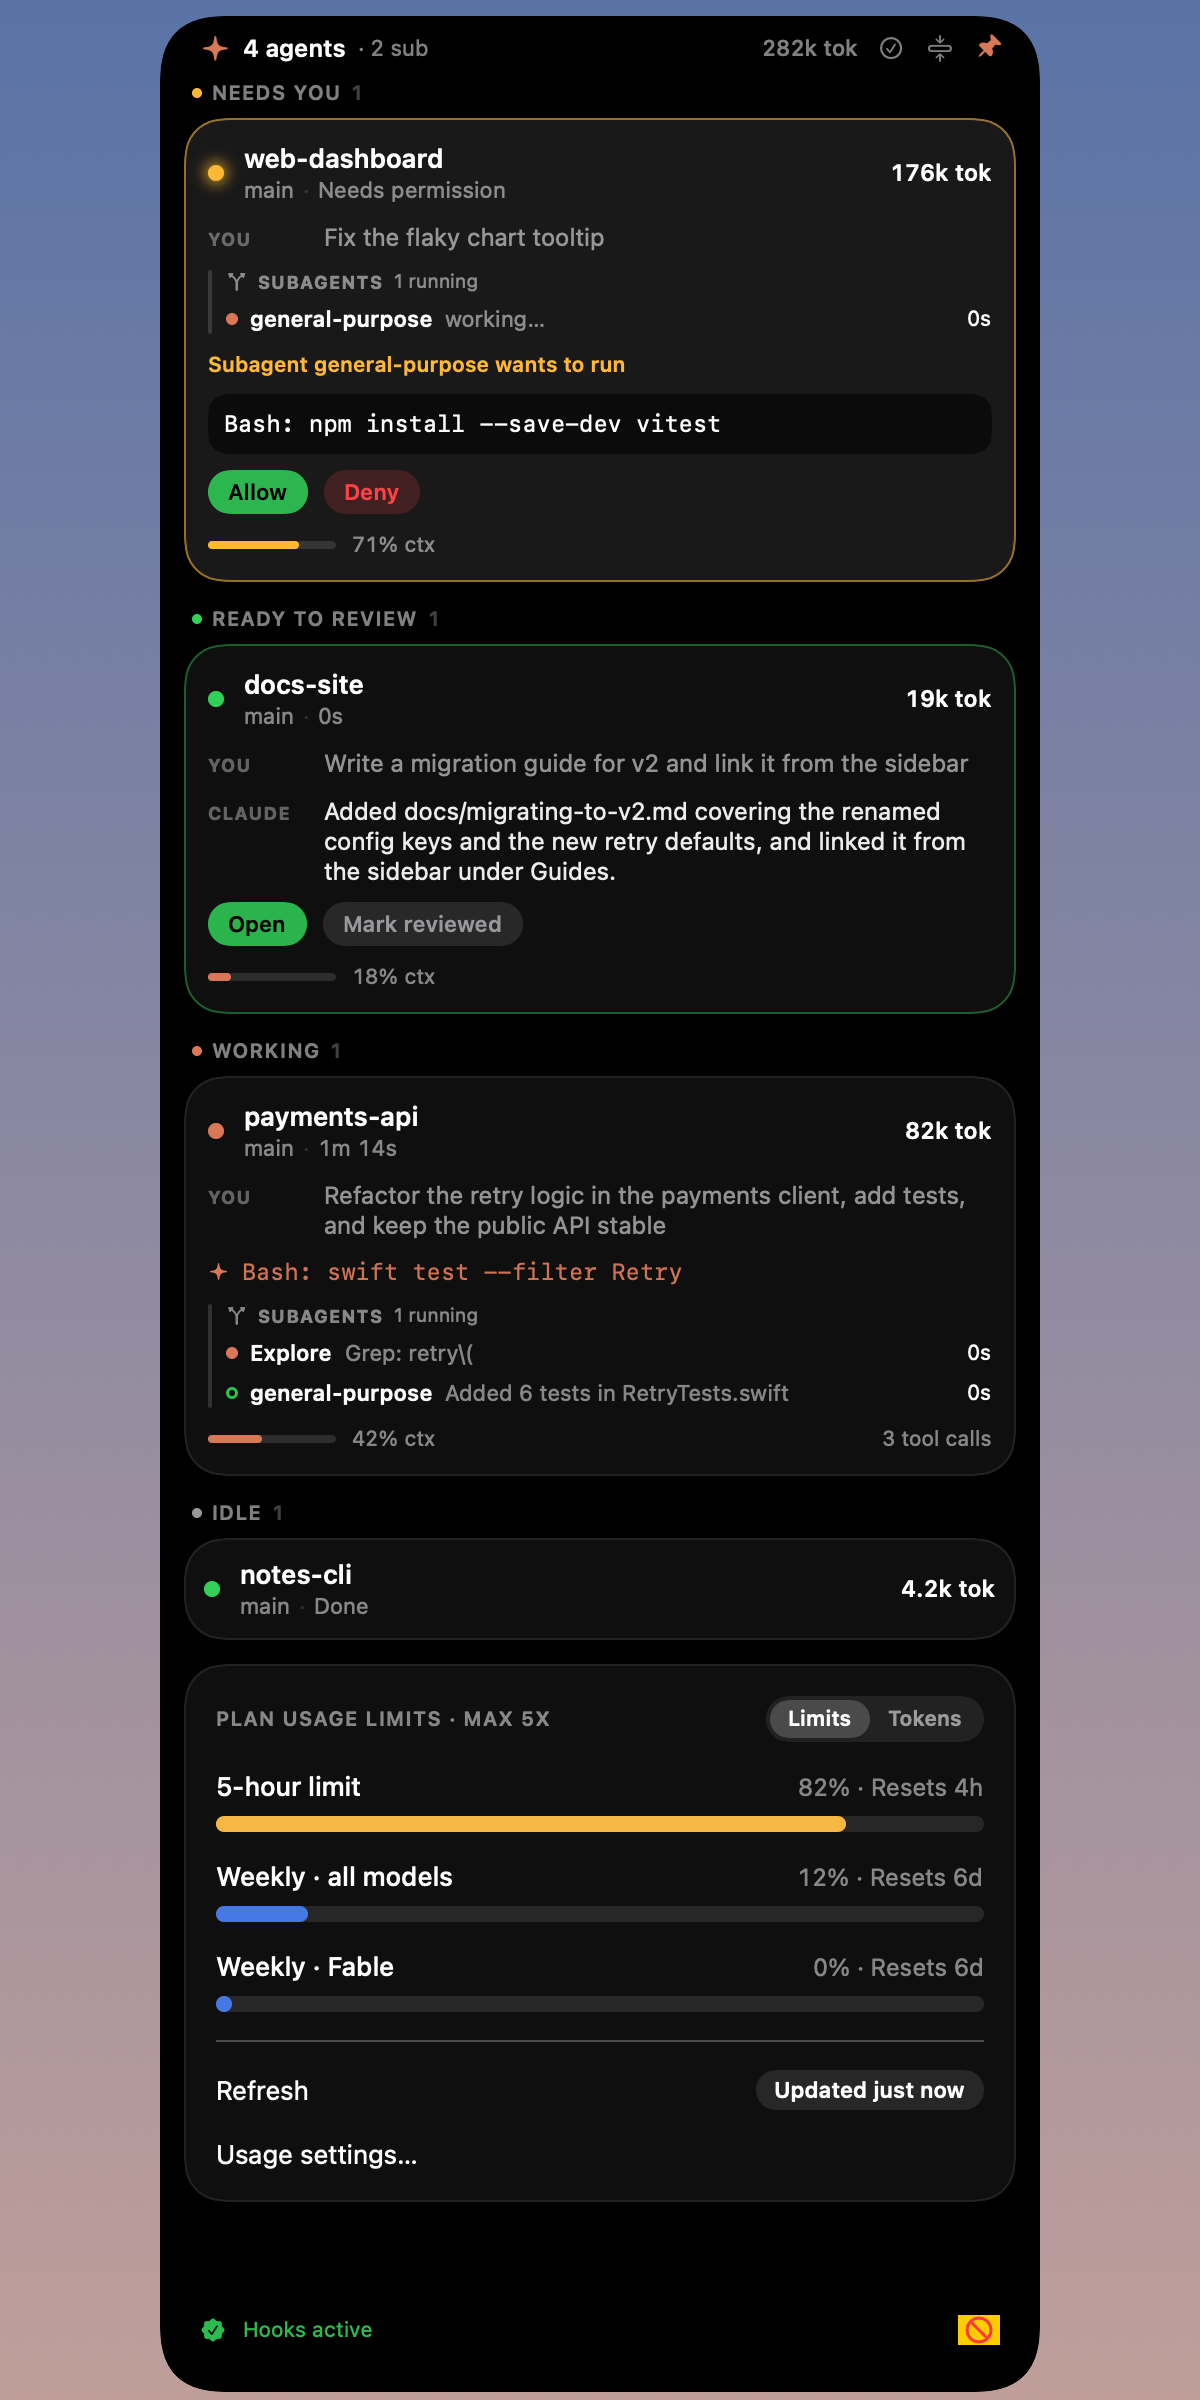 4 agents · 2 sub 282k tok
NEEDS YOU 1
web-dashboard
main · Needs permission
176k tok
YOU Fix the flaky chart tooltip
SUBAGENTS 1 running
general-purpose working... 0s
Subagent general-purpose wants to run
Bash: npm install --save-dev vitest
Allow Deny
71% ctx
READY TO REVIEW 1
docs-site
main · 0s
19k tok
YOU Write a migration guide for v2 and link it from the sidebar
CLAUDE Added docs/migrating-to-v2.md covering the renamed
config keys and the new retry defaults, and linked it from
the sidebar under Guides.
Open Mark reviewed
18% ctx
WORKING 1
payments-api
main · 1m 14s
82k tok
YOU Refactor the retry logic in the payments client, add tests,
and keep the public API stable
Bash: swift test --filter Retry
SUBAGENTS 1 running
Explore Grep: retry\( 0s
general-purpose Added 6 tests in RetryTests.swift 0s
42% ctx 3 tool calls
IDLE 1
notes-cli
main · Done
4.2k tok
PLAN USAGE LIMITS · MAX 5X Limits Tokens
5-hour limit 82% · Resets 4h
Weekly · all models 12% · Resets 6d
Weekly · Fable 0% · Resets 6d
Refresh Updated just now
Usage settings...
Hooks active